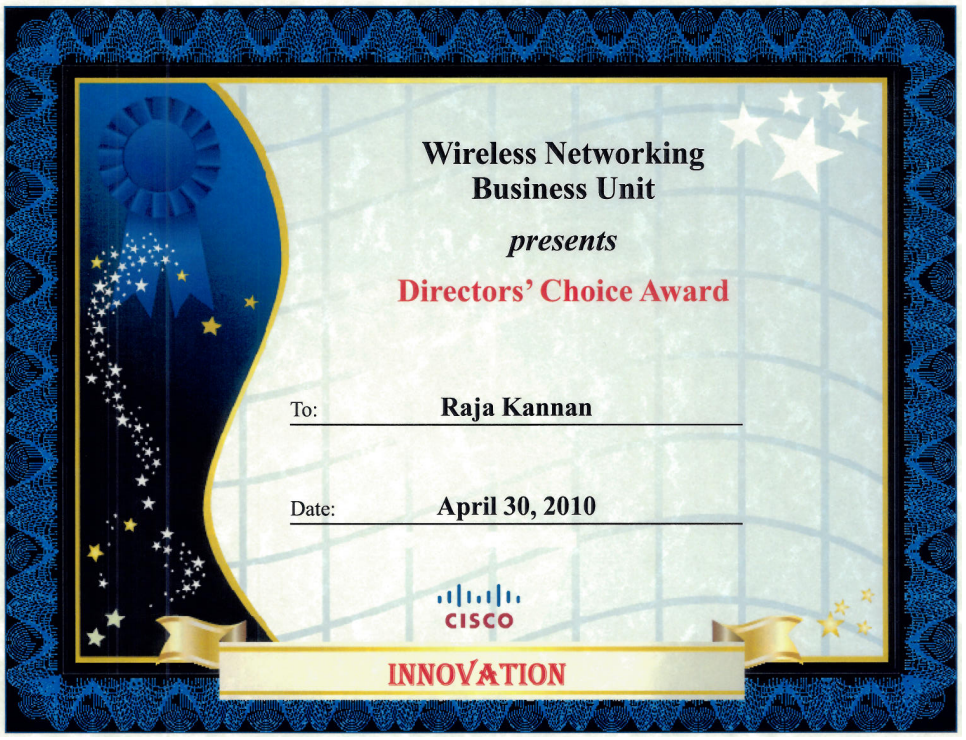 Wireless Networking
Business Unit
presents
Directors' Choice Award
To: Raja Kannan
Date: April 30, 2010
CISCO
INNOVATION